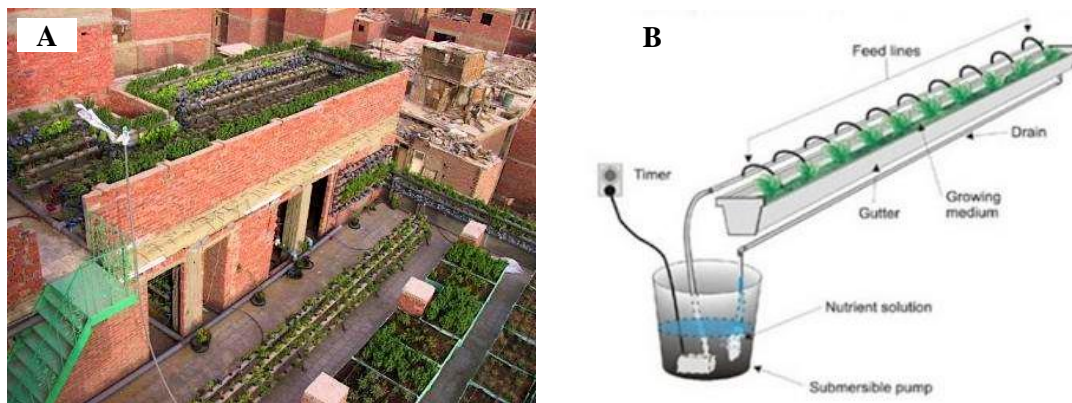 A
B
Feed lines
Drain
Timer
Growing
medium
Gutter
Nutrient solution
Submersible pump